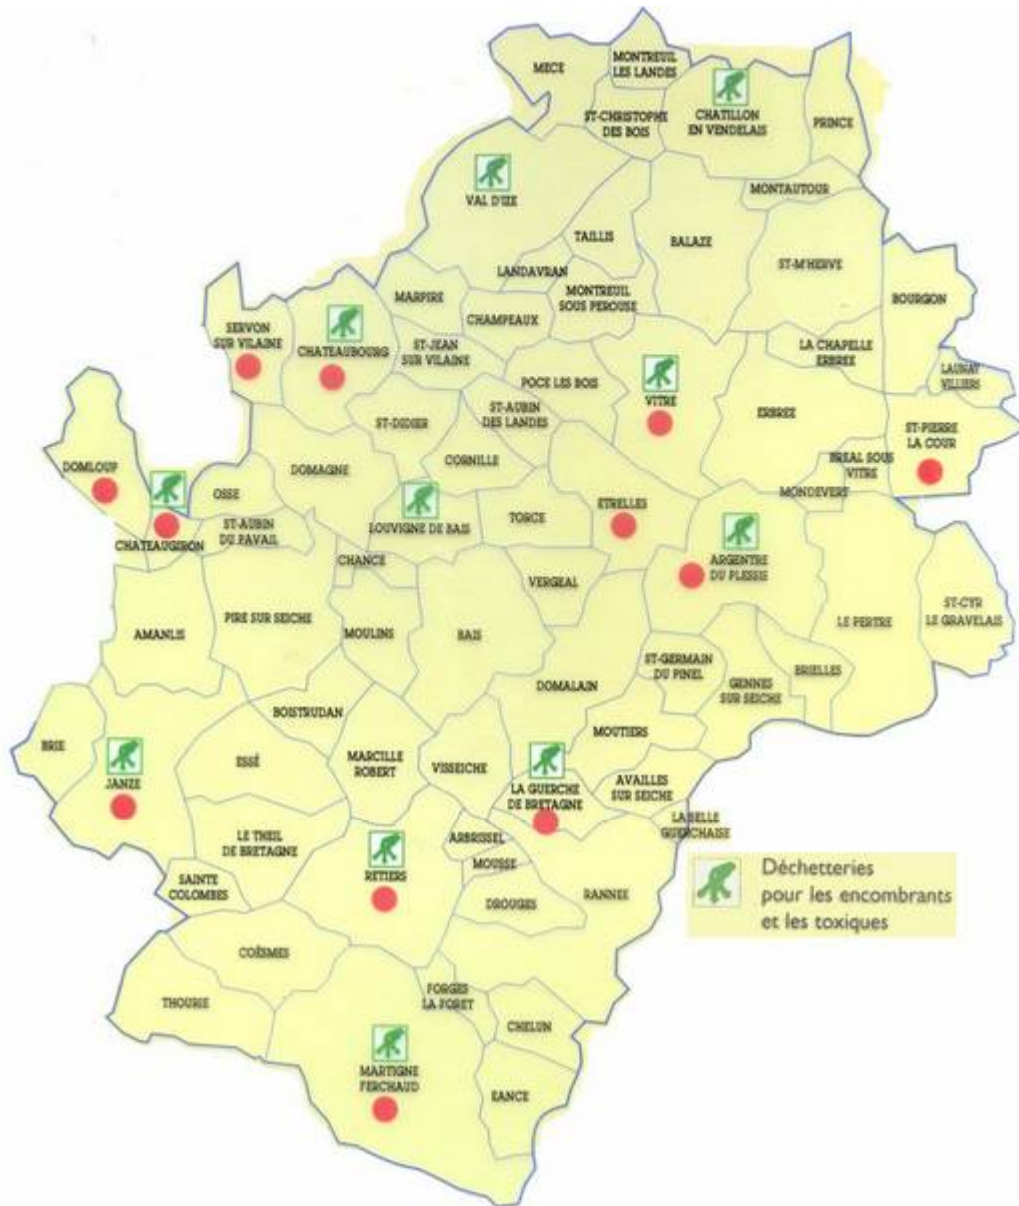 MECE
MONTREUIL
LES LANDES
ST-CHRISTOPHE
DES BOIS
CHATILLON
EN VENDELAIS
PRINCE
VAL D'IZE
MONTAUTOUR
TAILLIS
BALAZE
LANDAVRAN
ST-M'HERVE
MONTREUIL
SOUS PEROUSE
MARPIRE
CHAMPEAUX
BOURGON
SERVON
SUR VILAINE
CHATEAUBOURG
ST-JEAN
SUR VILAINE
LA CHAPELLE
ERBREE
LAUNAY
VILLIERS
POCE LES BOIS
VITRE
ST-AUBIN
DES LANDES
ERBREE
ST-DIDIER
ST-PIERRE
LA COUR
CORNILLE
BREAL SOUS
VITRE
DOMLOUP
DOMAGNE
OSSE
MONDEVERT
LOUVIGNE DE BAIS
TORCE
ETRELLES
ST-AUBIN
DU PAVAIL
CHATEAUGIRON
CHANCE
ARGENTRE
DU PLESSIS
VERGEAL
ST-CYR
LE GRAVELAIS
PIRE SUR SEICHE
LE PERTRE
AMANLIS
MOULINS
BAIS
ST-GERMAIN
DU PINEL
BRIELLES
DOMALAIN
GENNES
SUR SEICHE
BOISTRUDAN
MOUTIERS
BRIE
ESSÉ
MARCILLE
ROBERT
VISSEICHE
JANZE
LA GUERCHE
DE BRETAGNE
AVAILLES
SUR SEICHE
LA SELLE
GUERCHAISE
LE THEIL
DE BRETAGNE
ARBRISSEL
MOUSSE
RETIERS
SAINTE
COLOMBES
RANNEE
DROUGES
Déchetteries
pour les encombrants
et les toxiques
COËSMES
FORGES
LA FORET
THOURIE
CHELUN
MARTIGNE
FERCHAUD
EANCE